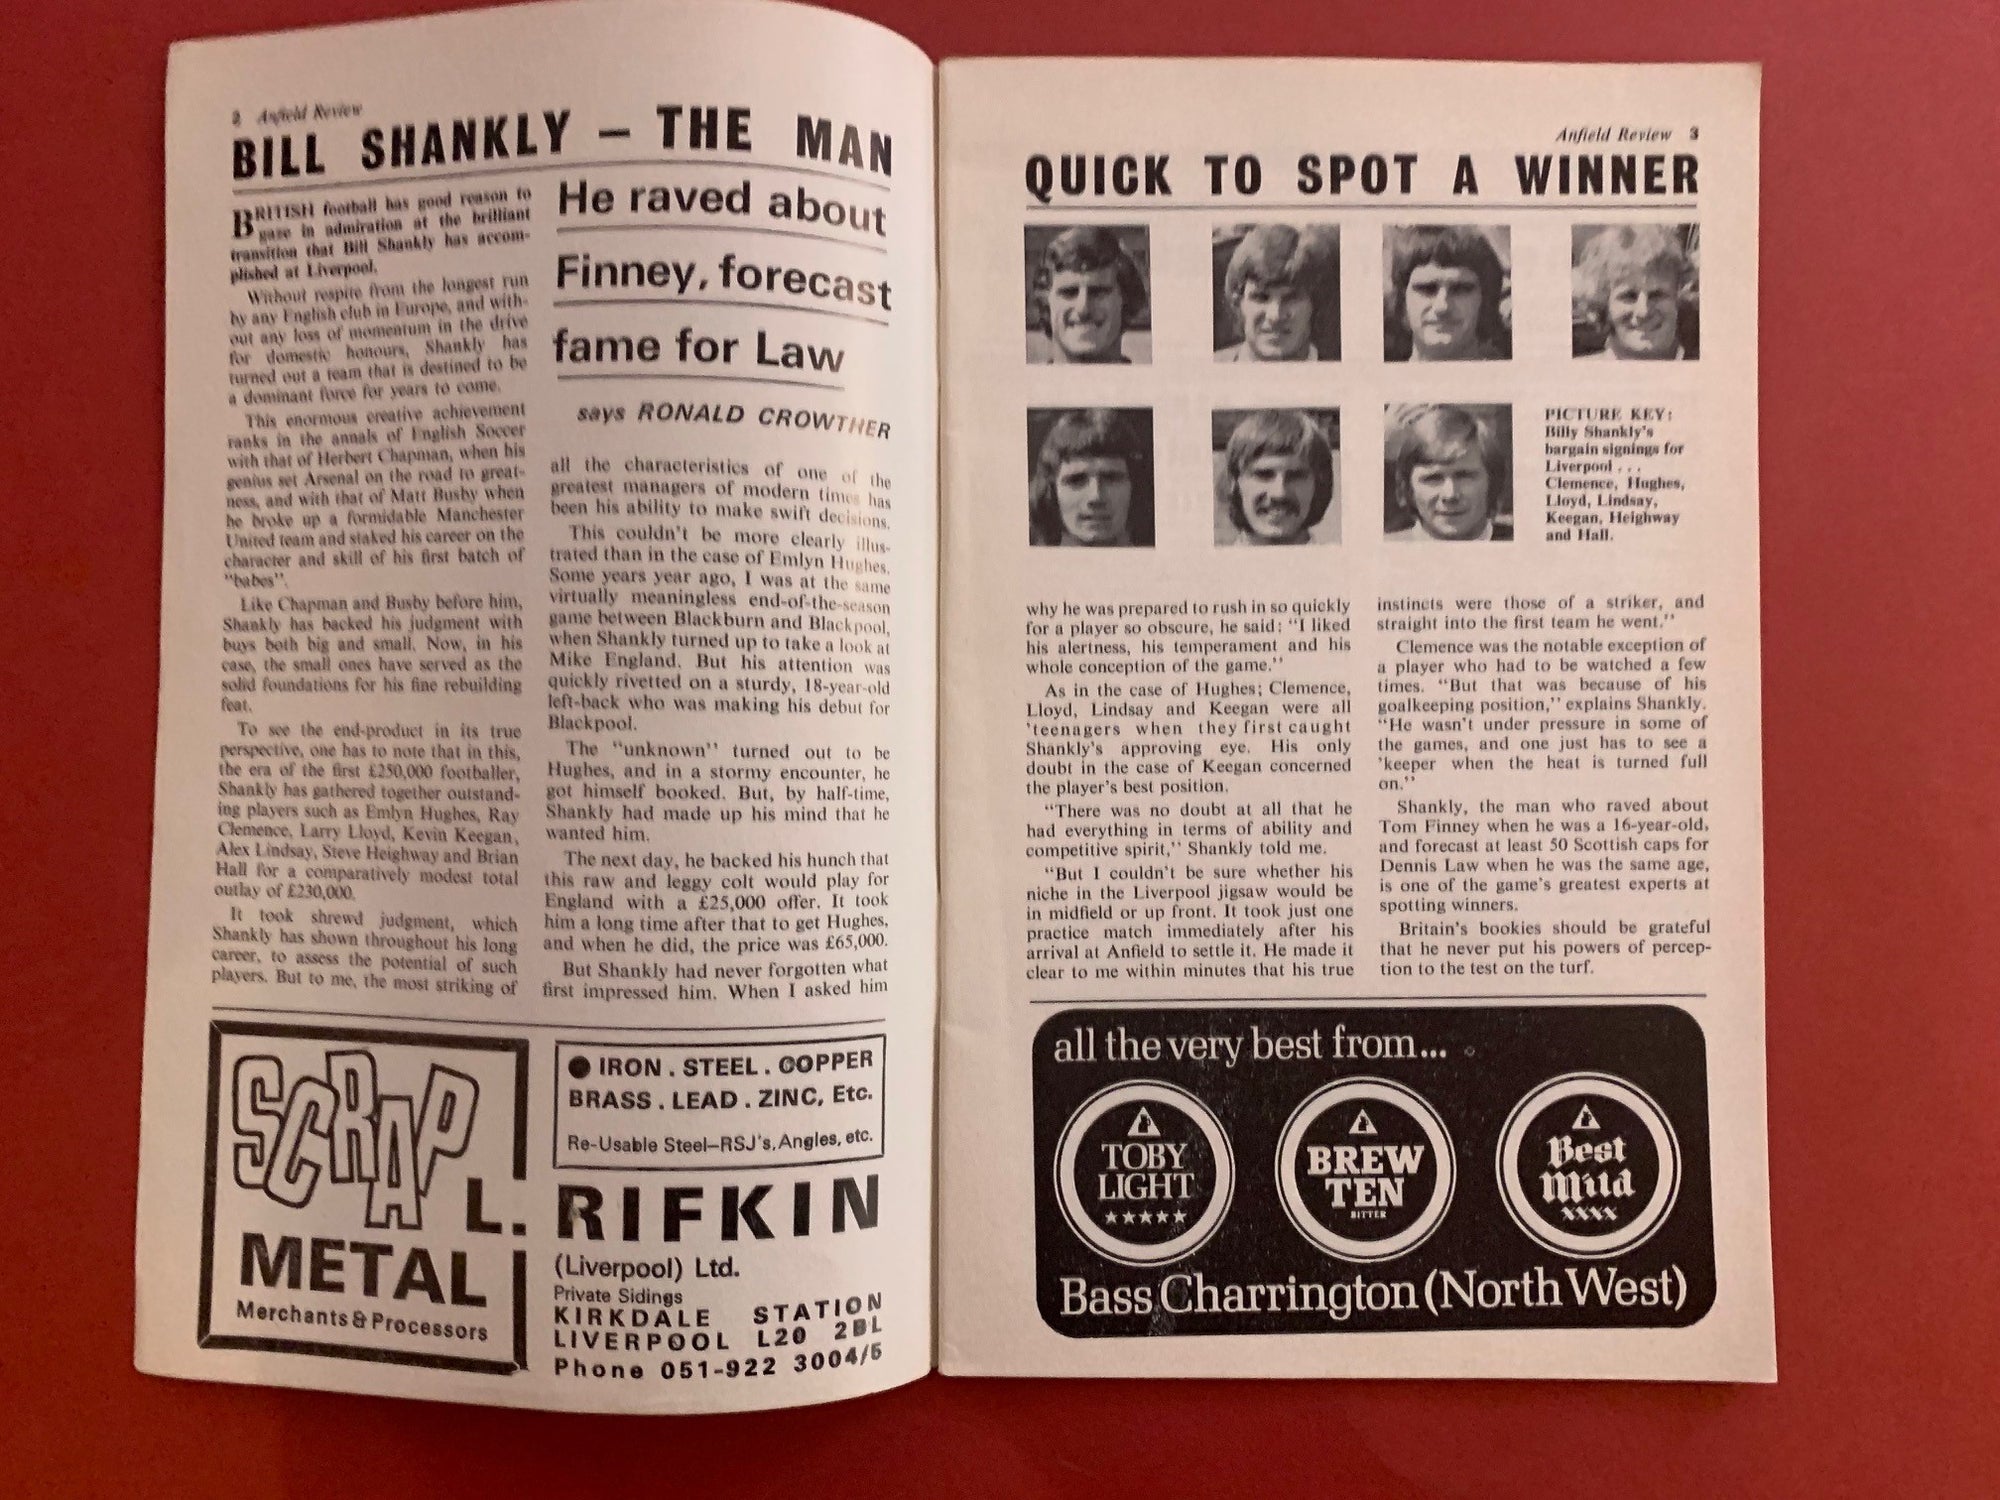 2 Anfield Review
BILL SHANKLY – THE MAN
BRITISH football has good reason to
gaze in admiration at the brilliant
transition that Bill Shankly has accom-
plished at Liverpool.
Without respite from the longest run
by any English club in Europe, and with-
out any loss of momentum in the drive
for domestic honours, Shankly has
turned out a team that is destined to be
a dominant force for years to come.
This enormous creative achievement
ranks in the annals of English Soccer
with that of Herbert Chapman, when his
genius set Arsenal on the road to great-
ness, and with that of Matt Busby when
he broke up a formidable Manchester
United team and staked his career on the
character and skill of his first batch of
"babes".
Like Chapman and Busby before him,
Shankly has backed his judgment with
buys both big and small. Now, in his
case, the small ones have served as the
solid foundations for his fine rebuilding
feat.
To see the end-product in its true
perspective, one has to note that in this,
the era of the first £250,000 footballer,
Shankly has gathered together outstand-
ing players such as Emlyn Hughes, Ray
Clemence, Larry Lloyd, Kevin Keegan,
Alex Lindsay, Steve Heighway and Brian
Hall for a comparatively modest total
outlay of £230,000.
It took shrewd judgment, which
Shankly has shown throughout his long
career, to assess the potential of such
players. But to me, the most striking of
He raved about
Finney, forecast
fame for Law
says RONALD CROWTHER
all the characteristics of one of the
greatest managers of modern times has
been his ability to make swift decisions.
This couldn't be more clearly illus-
trated than in the case of Emlyn Hughes.
Some years year ago, I was at the same
virtually meaningless end-of-the-season
game between Blackburn and Blackpool,
when Shankly turned up to take a look at
Mike England. But his attention was
quickly rivetted on a sturdy, 18-year-old
left-back who was making his debut for
Blackpool.
The "unknown" turned out to be
Hughes, and in a stormy encounter, he
got himself booked. But, by half-time,
Shankly had made up his mind that he
wanted him.
The next day, he backed his hunch that
this raw and leggy colt would play for
England with a £25,000 offer. It took
him a long time after that to get Hughes,
and when he did, the price was £65,000.
But Shankly had never forgotten what
first impressed him. When I asked him
SCRAP
METAL
Merchants & Processors
IRON . STEEL . COPPER
BRASS . LEAD . ZINC, Etc.
Re-Usable Steel—RSJ's, Angles, etc.
L. RIFKIN
(Liverpool) Ltd.
Private Sidings
KIRKDALE STATION
LIVERPOOL L20 2BL
Phone 051-922 3004/5
Anfield Review 3
QUICK TO SPOT A WINNER
PICTURE KEY:
Billy Shankly's
bargain signings for
Liverpool . . .
Clemence, Hughes,
Lloyd, Lindsay,
Keegan, Heighway
and Hall.
why he was prepared to rush in so quickly
for a player so obscure, he said: "I liked
his alertness, his temperament and his
whole conception of the game."
As in the case of Hughes; Clemence,
Lloyd, Lindsay and Keegan were all
'teenagers when they first caught
Shankly's approving eye. His only
doubt in the case of Keegan concerned
the player's best position.
"There was no doubt at all that he
had everything in terms of ability and
competitive spirit," Shankly told me.
"But I couldn't be sure whether his
niche in the Liverpool jigsaw would be
in midfield or up front. It took just one
practice match immediately after his
arrival at Anfield to settle it. He made it
clear to me within minutes that his true
instincts were those of a striker, and
straight into the first team he went."
Clemence was the notable exception of
a player who had to be watched a few
times. "But that was because of his
goalkeeping position," explains Shankly.
"He wasn't under pressure in some of
the games, and one just has to see a
'keeper when the heat is turned full
on."
Shankly, the man who raved about
Tom Finney when he was a 16-year-old,
and forecast at least 50 Scottish caps for
Dennis Law when he was the same age,
is one of the game's greatest experts at
spotting winners.
Britain's bookies should be grateful
that he never put his powers of percep-
tion to the test on the turf.
all the very best from...
TOBY
LIGHT
BREW
TEN
BITTER
Best
Mild
XXXX
Bass Charrington (North West)